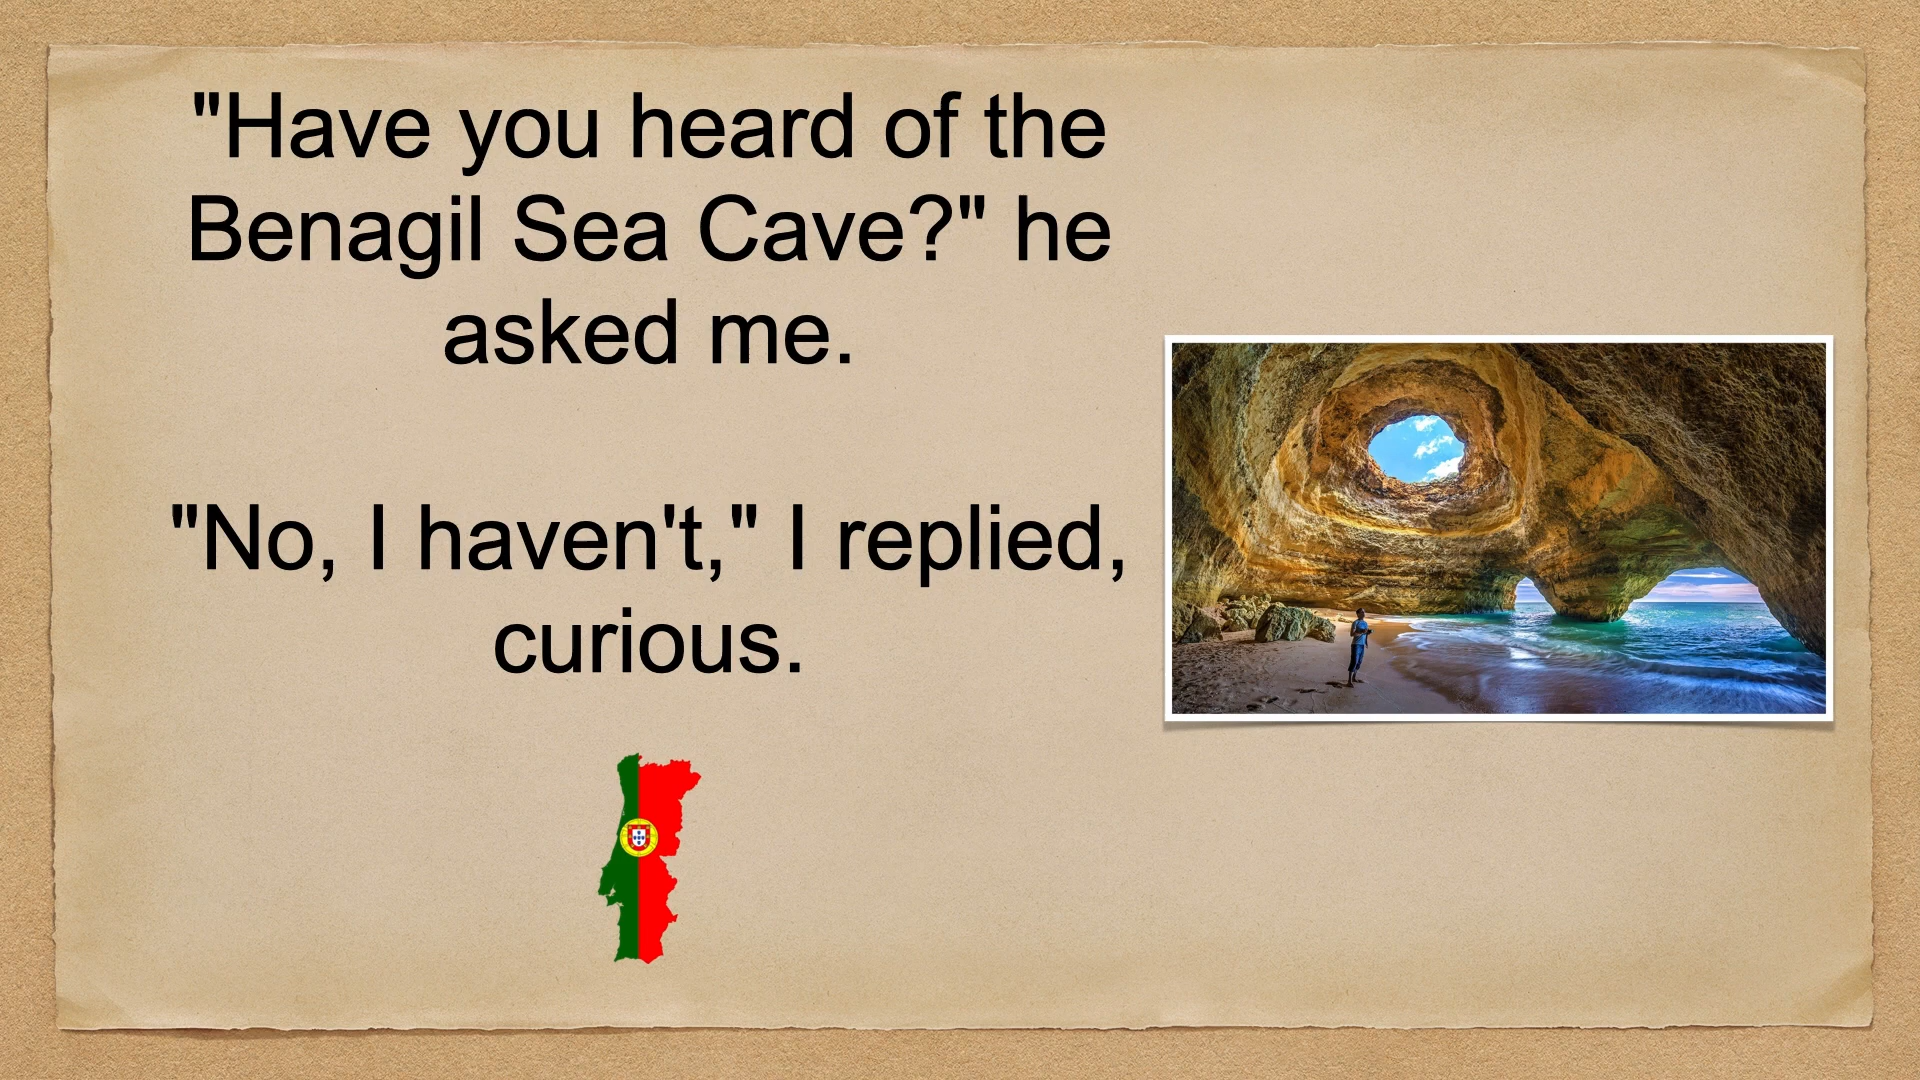 "Have you heard of the
Benagil Sea Cave?" he
asked me.
"No, I haven't," I replied,
curious.